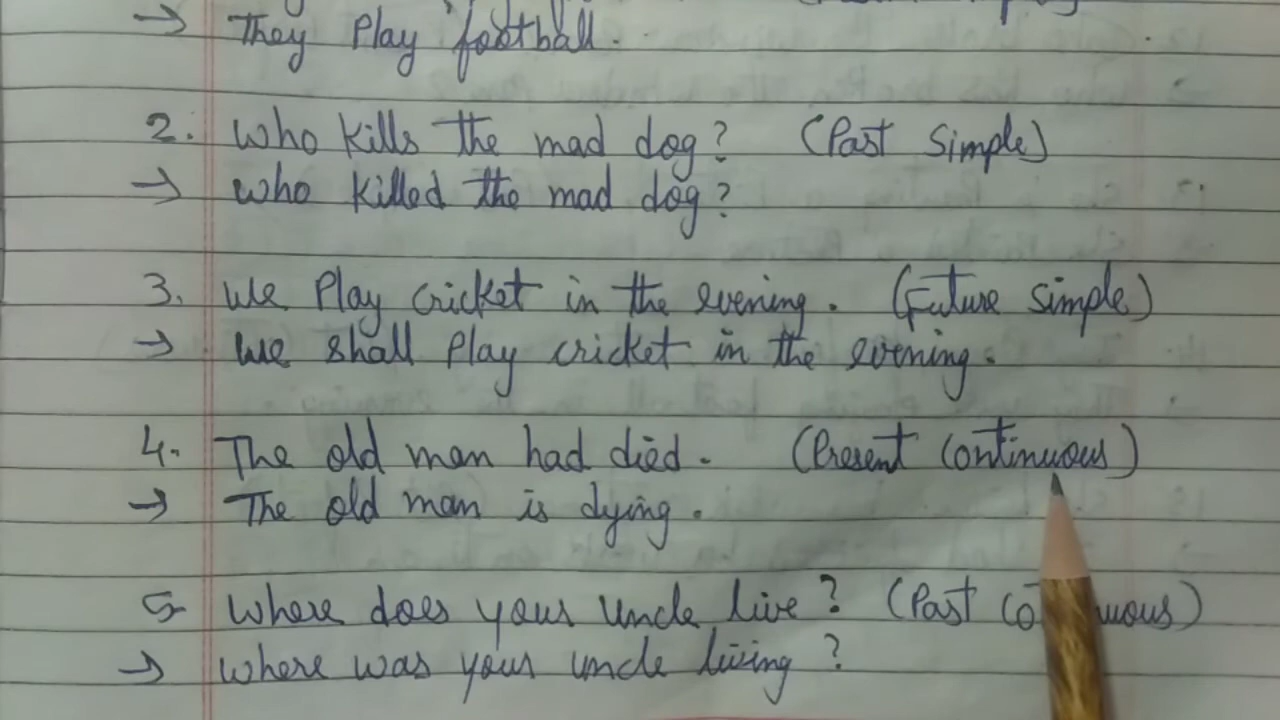 → They Play football.
2. Who kills the mad dog? (Past Simple)
→ Who killed the mad dog?
3. We Play cricket in the evening. (Future Simple)
→ We shall Play cricket in the evening.
4. The old man had died. (Present Continuous)
→ The old man is dying.
5. Where does your uncle live? (Past Co uous)
→ Where was your uncle living?